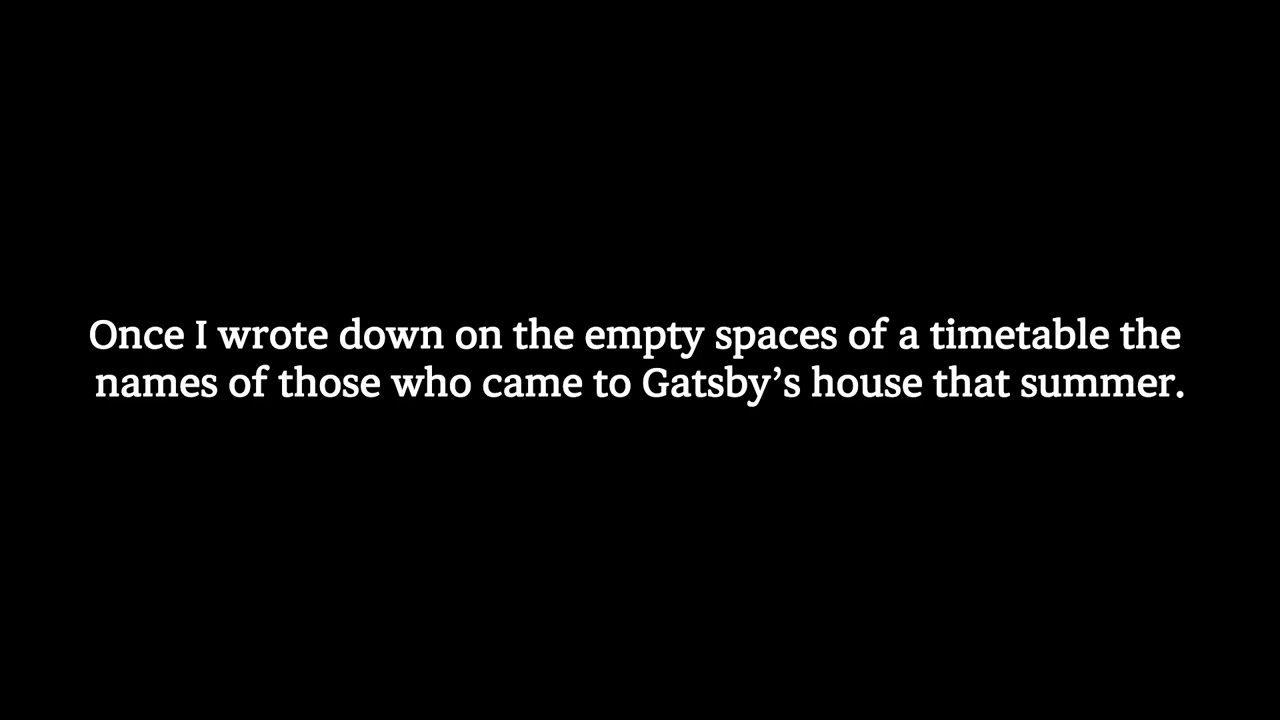 Once I wrote down on the empty spaces of a timetable the
names of those who came to Gatsby’s house that summer.